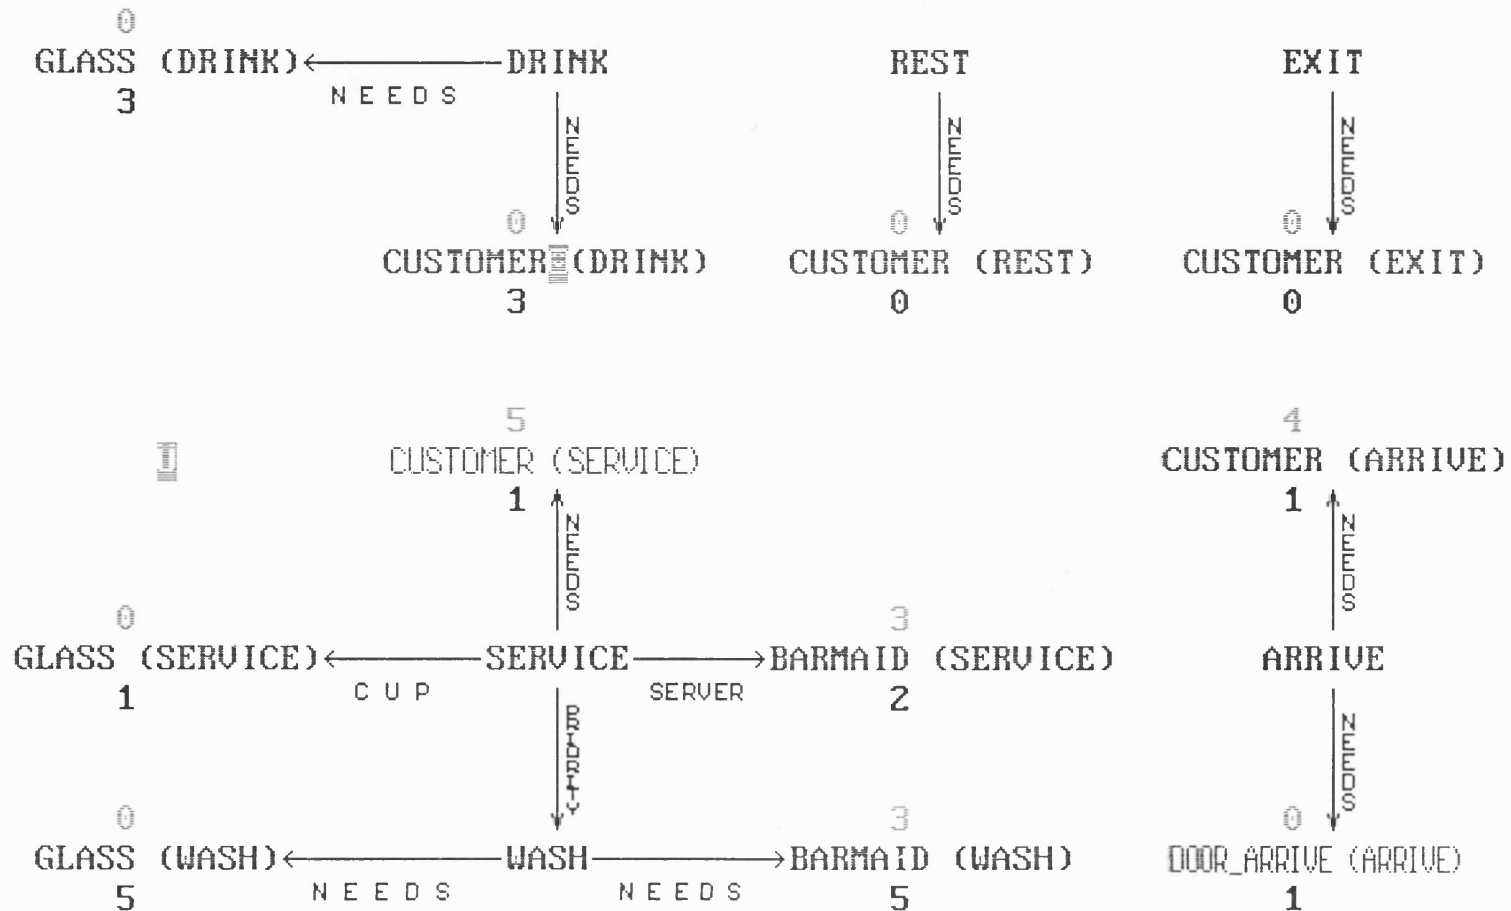 0
GLASS (DRINK) DRINK REST EXIT
3 NEEDS
NEEDS NEEDS NEEDS
0 0 0
CUSTOMER (DRINK) CUSTOMER (REST) CUSTOMER (EXIT)
3 0 0
5 4
CUSTOMER (SERVICE) CUSTOMER (ARRIVE)
1 1
NEEDS NEEDS
0 3
GLASS (SERVICE) SERVICE BARMAID (SERVICE) ARRIVE
1 CUP SERVER 2
PRIORITY NEEDS
0 3 0
GLASS (WASH) WASH BARMAID (WASH) DOOR_ARRIVE (ARRIVE)
5 NEEDS NEEDS 5 1